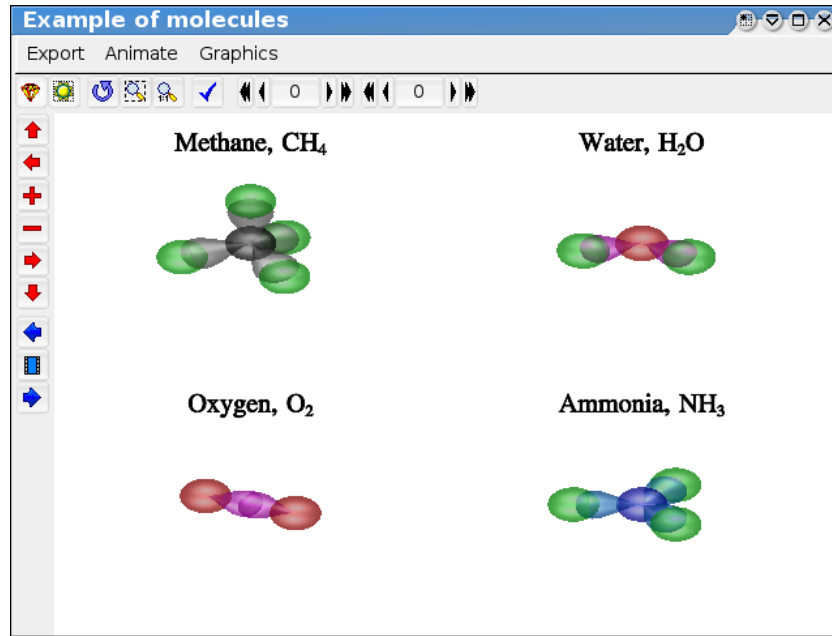 Example of molecules
Export Animate Graphics
0 0
Methane, CH₄
Water, H₂O
Oxygen, O₂
Ammonia, NH₃